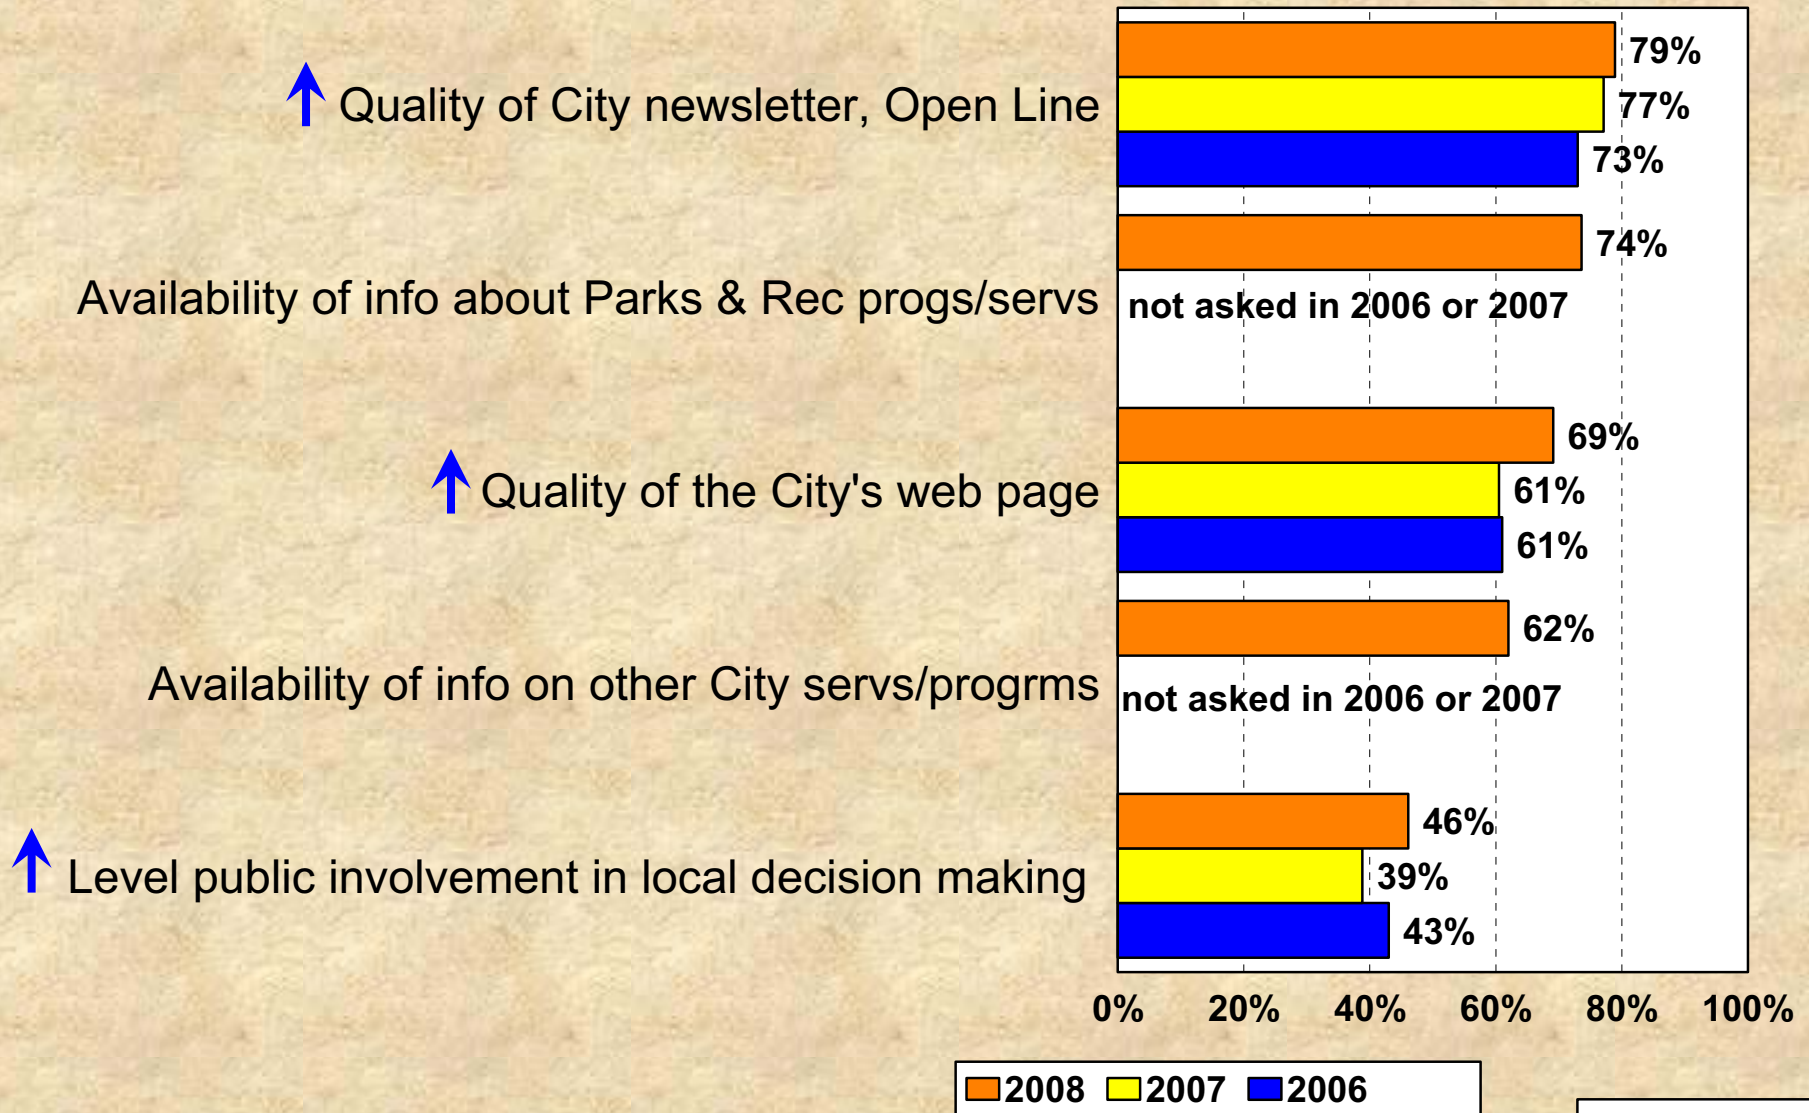 79%
Quality of City newsletter, Open Line
77%
73%
74%
Availability of info about Parks & Rec progs/servs
not asked in 2006 or 2007
69%
Quality of the City's web page
61%
61%
62%
Availability of info on other City servs/progrms
not asked in 2006 or 2007
46%
Level public involvement in local decision making
39%
43%
0% 20% 40% 60% 80% 100%
2008 2007 2006